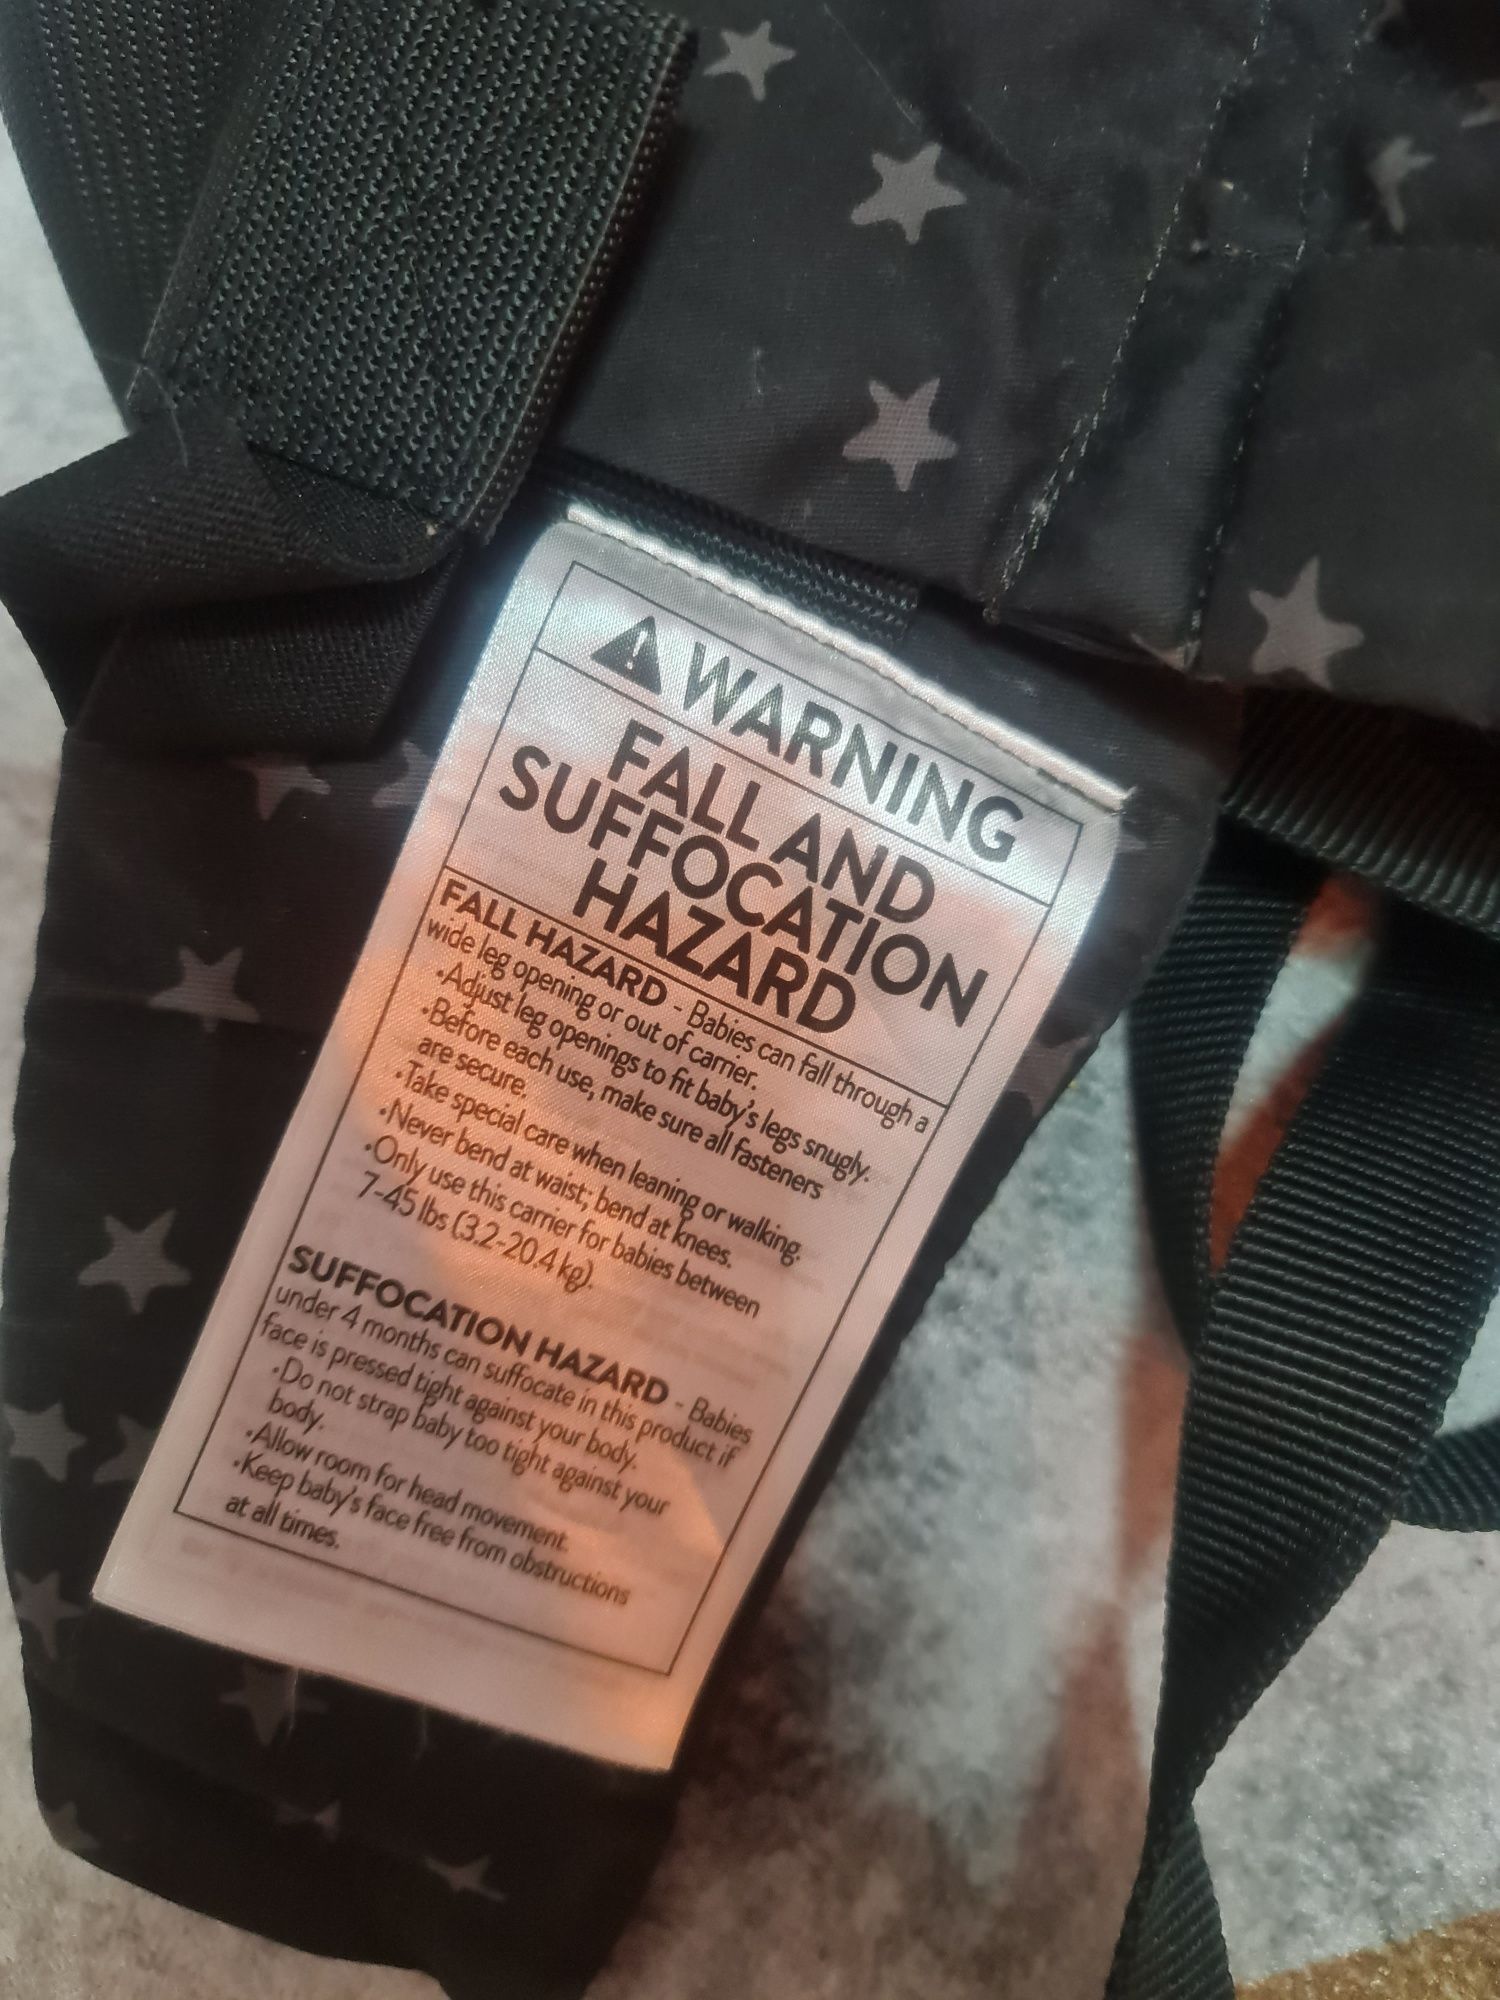 WARNING
FALL AND
SUFFOCATION
HAZARD
FALL HAZARD - Babies can fall through a
wide leg opening or out of carrier.
•Adjust leg openings to fit baby's legs snugly.
•Before each use, make sure all fasteners
are secure.
•Take special care when leaning or walking.
•Never bend at waist; bend at knees.
•Only use this carrier for babies between
7-45 lbs (3.2-20.4 kg).
SUFFOCATION HAZARD - Babies
under 4 months can suffocate in this product if
face is pressed tight against your body.
•Do not strap baby too tight against your
body.
•Allow room for head movement.
•Keep baby's face free from obstructions
at all times.